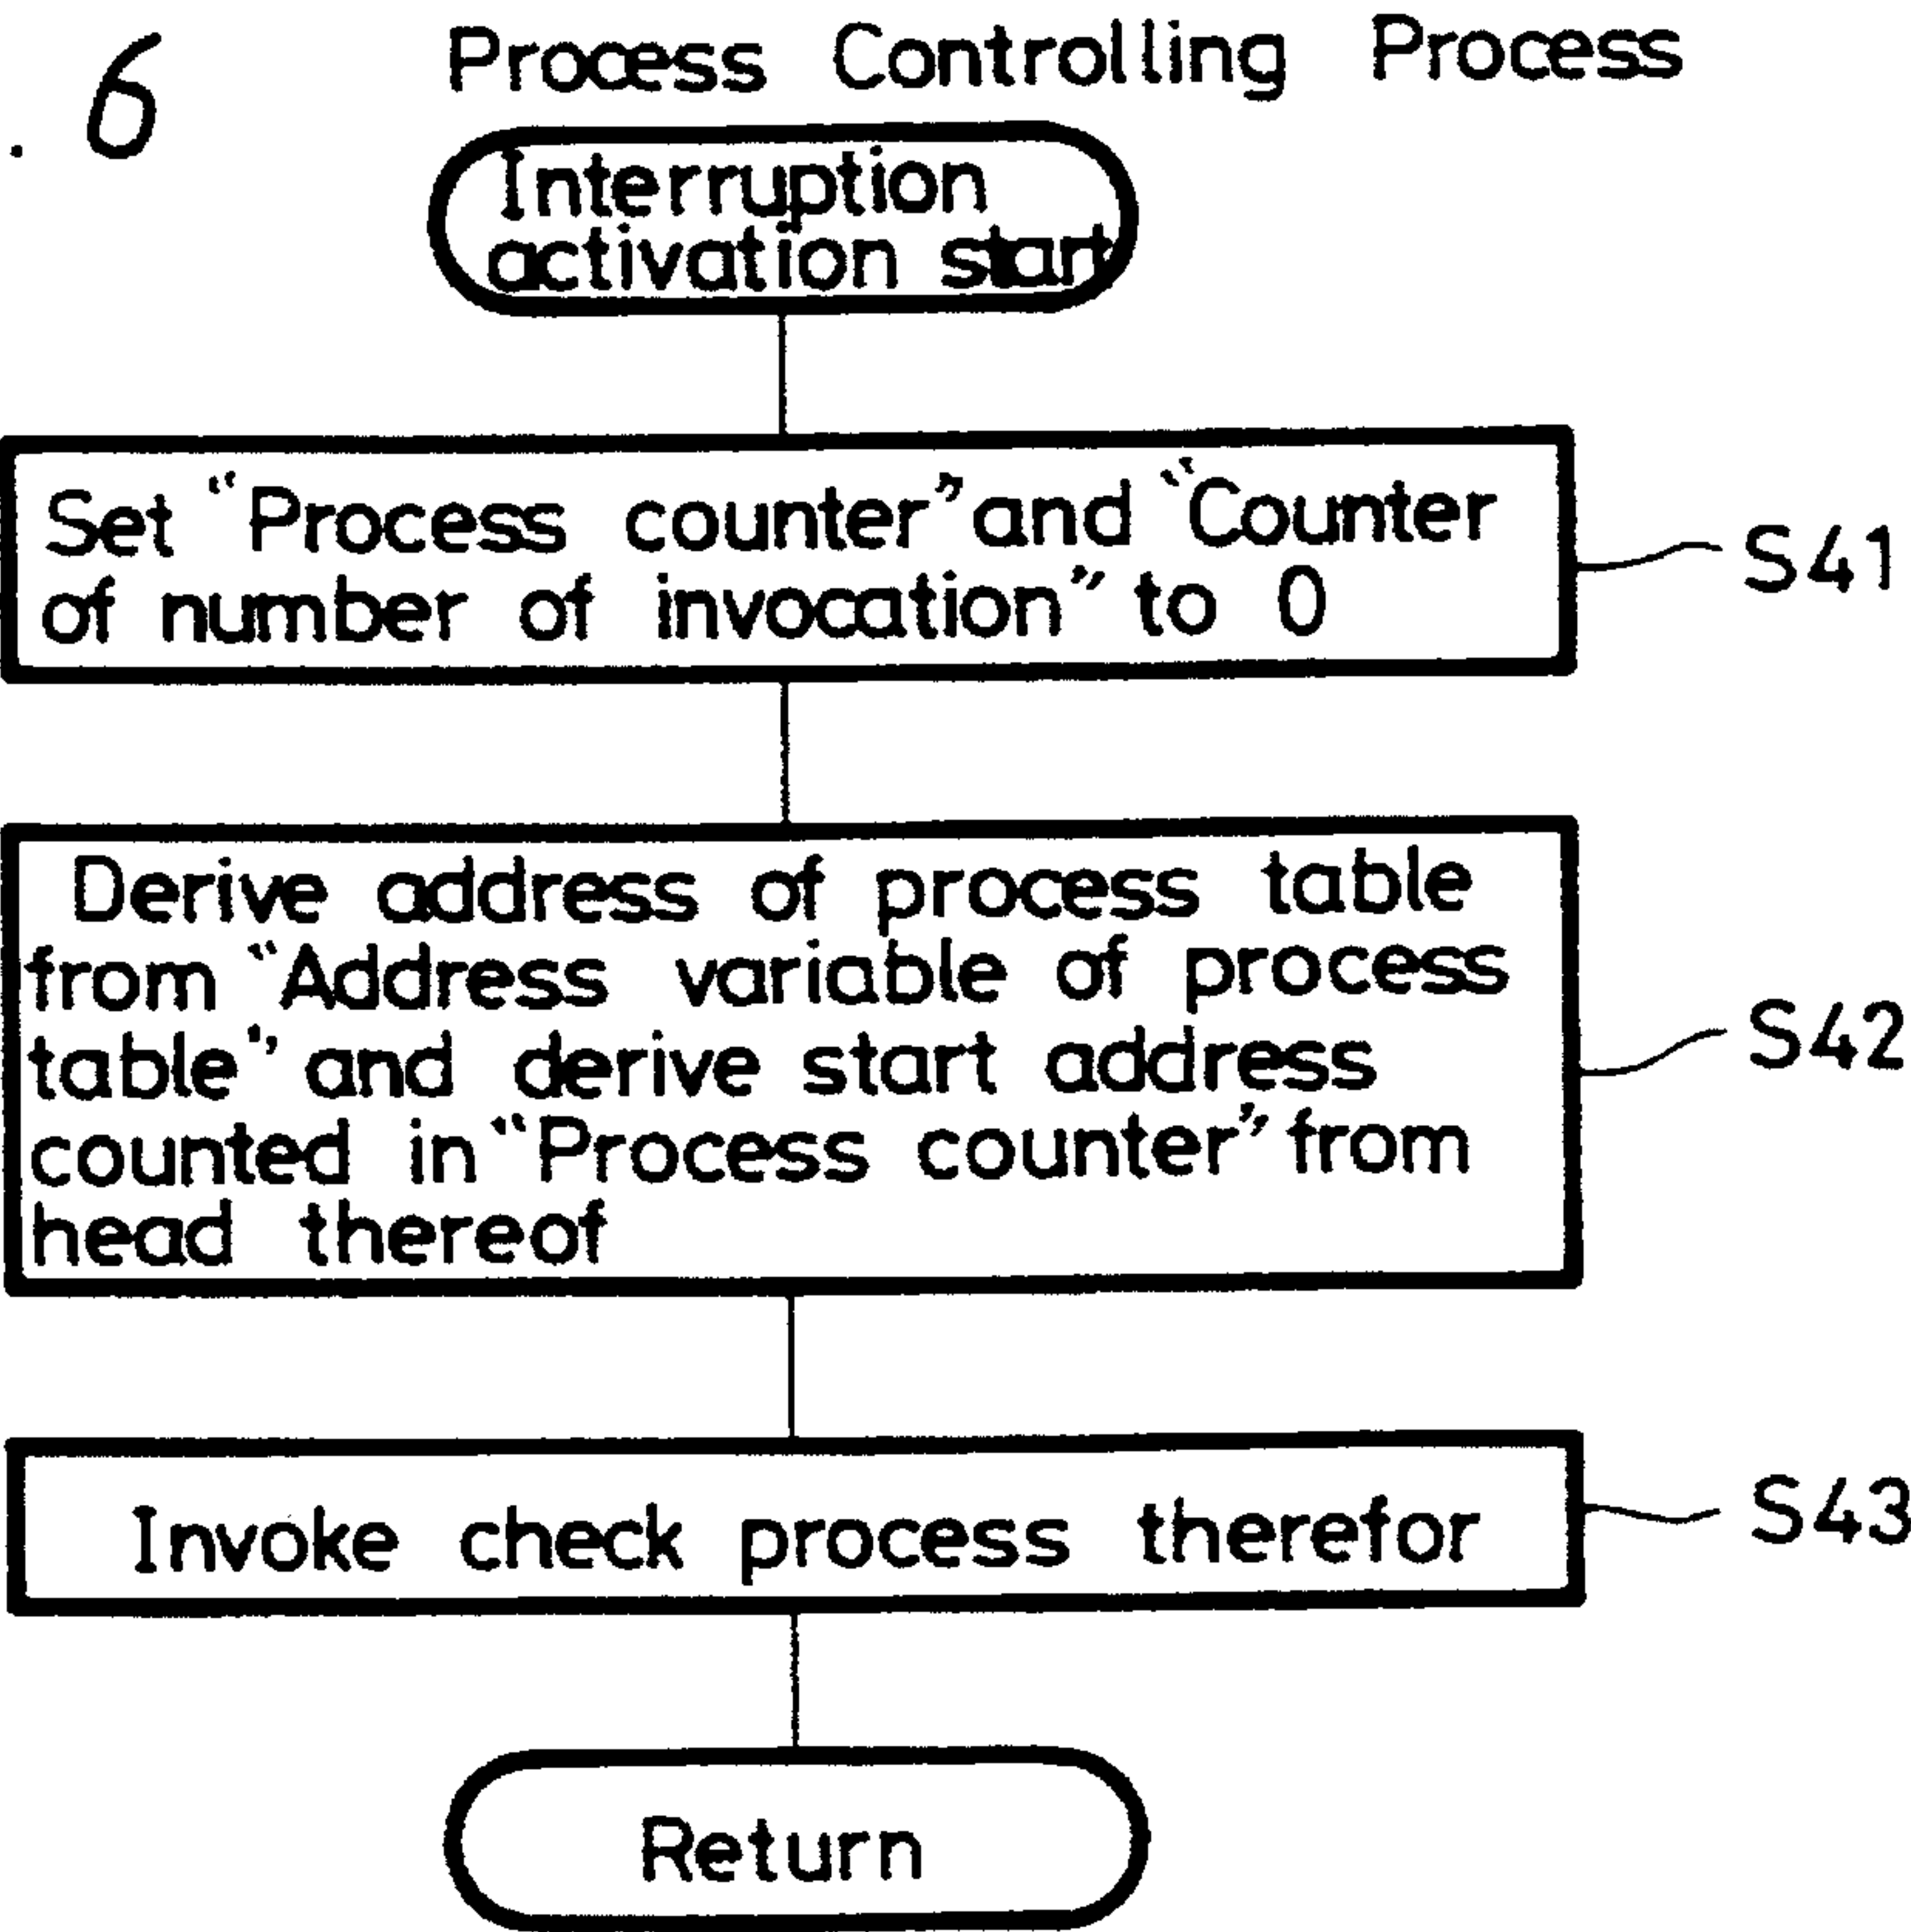 . 6
Process Controlling Process
Interruption
activation start
Set "Process counter" and "Counter
of number of invocation" to 0
S41
Derive address of process table
from "Address variable of process
table" and derive start address
counted in "Process counter" from
head thereof
S42
Invoke check process therefor
S43
Return